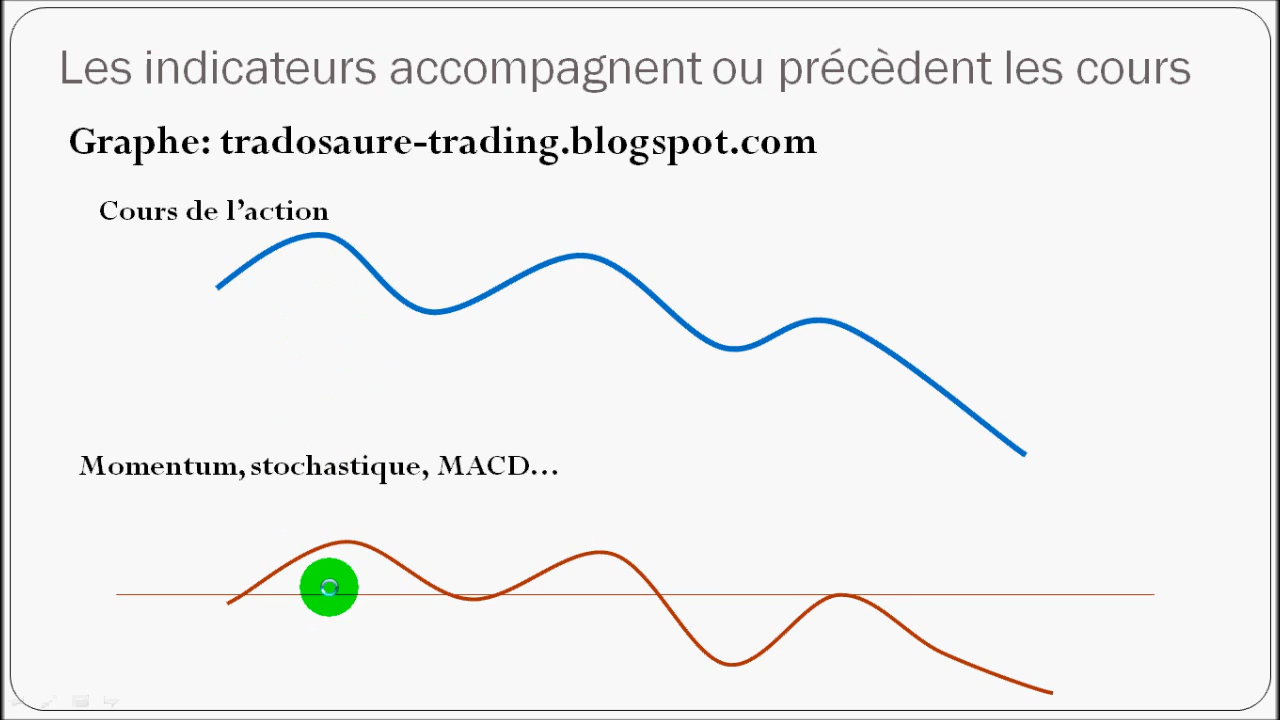 Les indicateurs accompagnent ou précèdent les cours
Graphe: tradosaure-trading.blogspot.com
Cours de l’action
Momentum, stochastique, MACD...